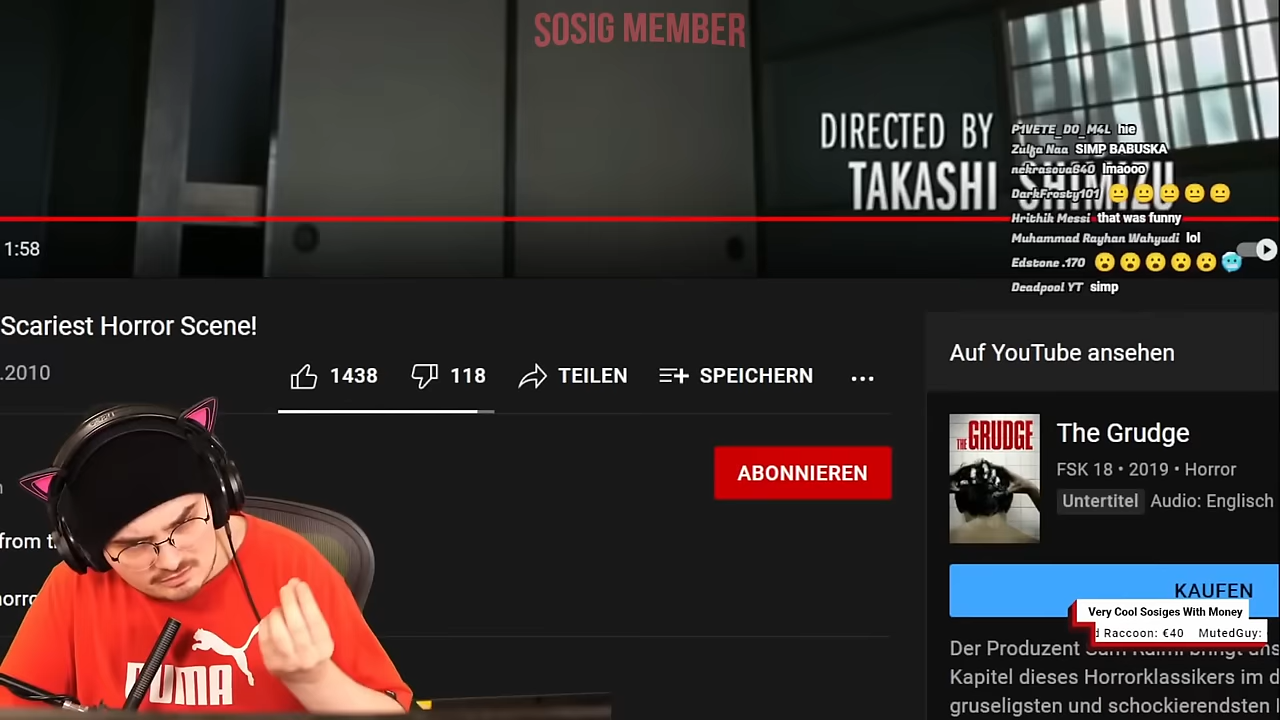 SOSIG MEMBER
DIRECTED BY
TAKASHI SHIMIZU
P1VETE_DO_M4L hie
Zulfa Naa SIMP BABUSKA
nekrasova640 lmaooo
DarkFrosty101
Hrithik Messi that was funny
Muhammad Rayhan Wahyudi lol
Edstone .170
Deadpool YT simp
1:58
Scariest Horror Scene!
.2010
1438 118 TEILEN SPEICHERN ...
Auf YouTube ansehen
THE GRUDGE
The Grudge
FSK 18 • 2019 • Horror
Untertitel Audio: Englisch
ABONNIEREN
from
KAUFEN
Very Cool Sosiges With Money
d Raccoon: €40 MutedGuy:
Der Produzent Sam Raimi bringt uns
Kapitel dieses Horrorklassikers im d
gruseligsten und schockierendsten
PUMA